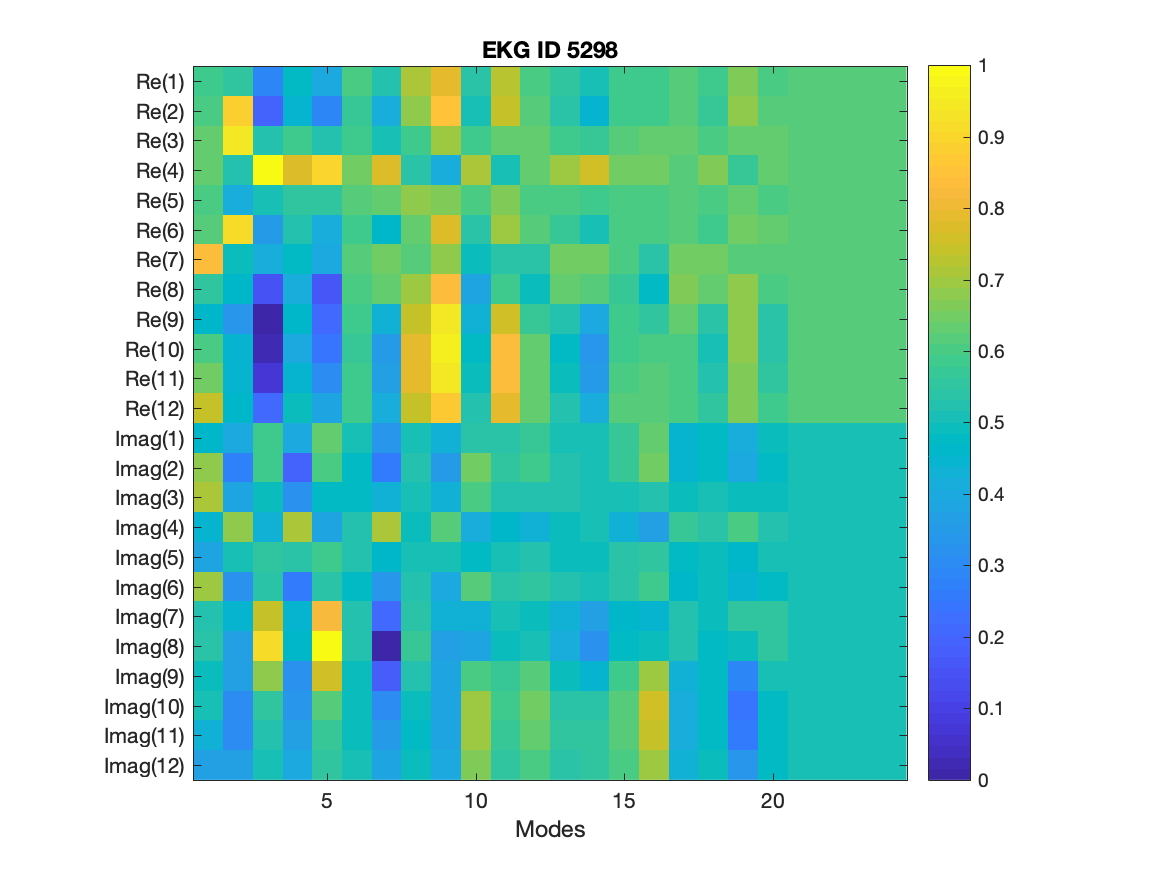 EKG ID 5298
Re(1)
Re(2)
Re(3)
Re(4)
Re(5)
Re(6)
Re(7)
Re(8)
Re(9)
Re(10)
Re(11)
Re(12)
Imag(1)
Imag(2)
Imag(3)
Imag(4)
Imag(5)
Imag(6)
Imag(7)
Imag(8)
Imag(9)
Imag(10)
Imag(11)
Imag(12)
5 10 15 20
Modes
1
0.9
0.8
0.7
0.6
0.5
0.4
0.3
0.2
0.1
0